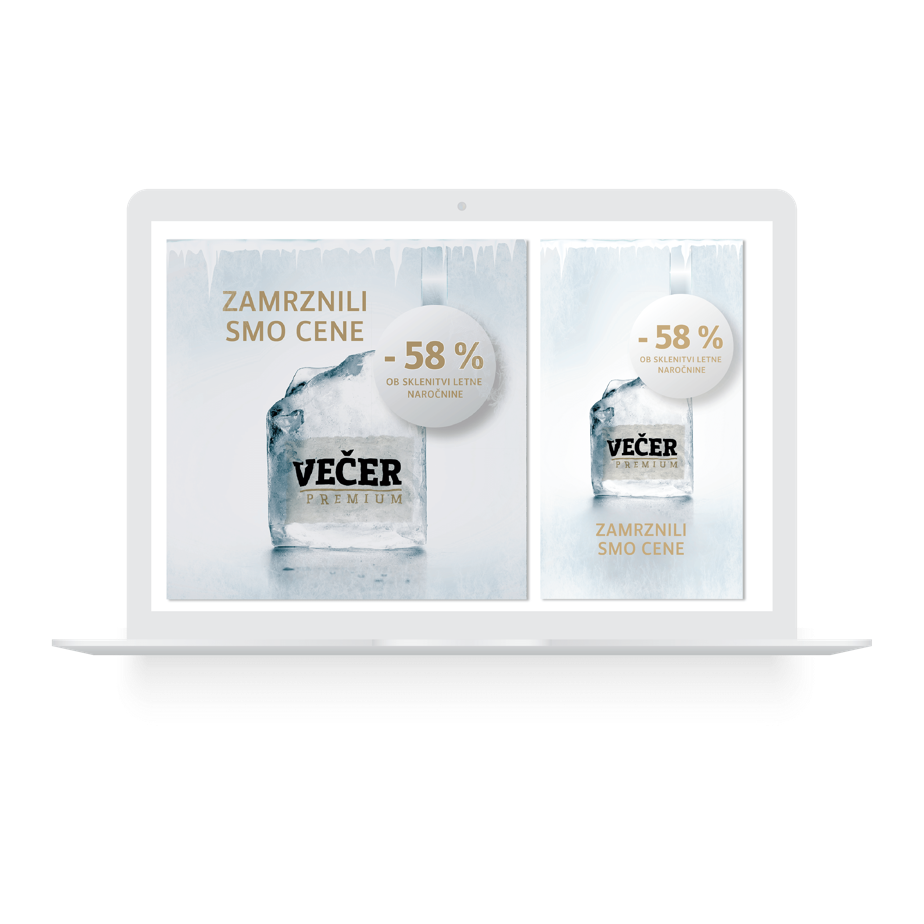 ZAMRZNILI
SMO CENE
- 58 %
OB SKLENITVI LETNE
NAROČNINE
VEČER
PREMIUM
- 58 %
OB SKLENITVI LETNE
NAROČNINE
VEČER
PREMIUM
ZAMRZNILI
SMO CENE